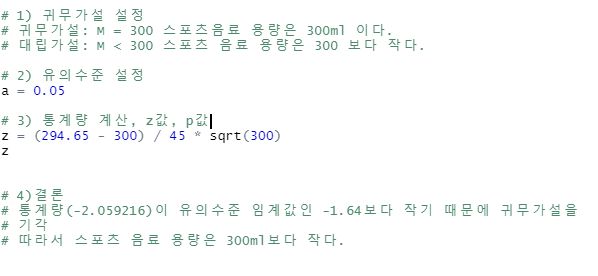 # 1) 귀무가설 설정
# 귀무가설: M = 300 스포츠음료 용량은 300ml 이다.
# 대립가설: M < 300 스포츠 음료 용량은 300 보다 작다.
# 2) 유의수준 설정
a = 0.05
# 3) 통계량 계산, z값, p값
z = (294.65 - 300) / 45 * sqrt(300)
z
# 4)결론
# 통계량(-2.059216)이 유의수준 임계값인 -1.64보다 작기 때문에 귀무가설을
# 기각
# 따라서 스포츠 음료 용량은 300ml보다 작다.